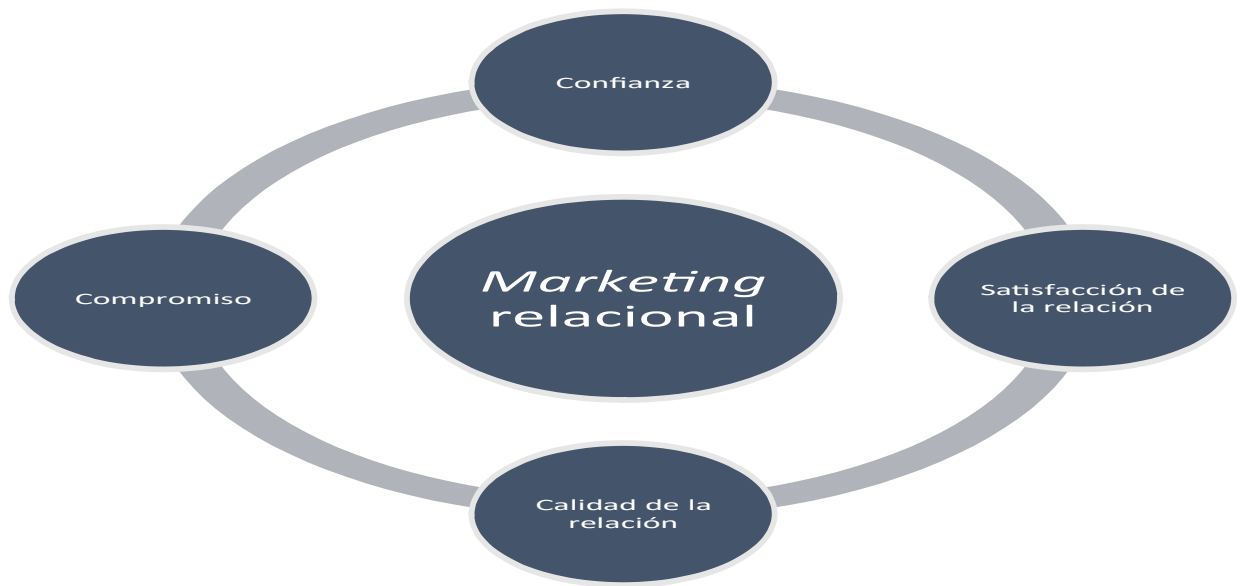 Confianza
Marketing
relacional
Compromiso
Satisfacción de
la relación
Calidad de la
relación